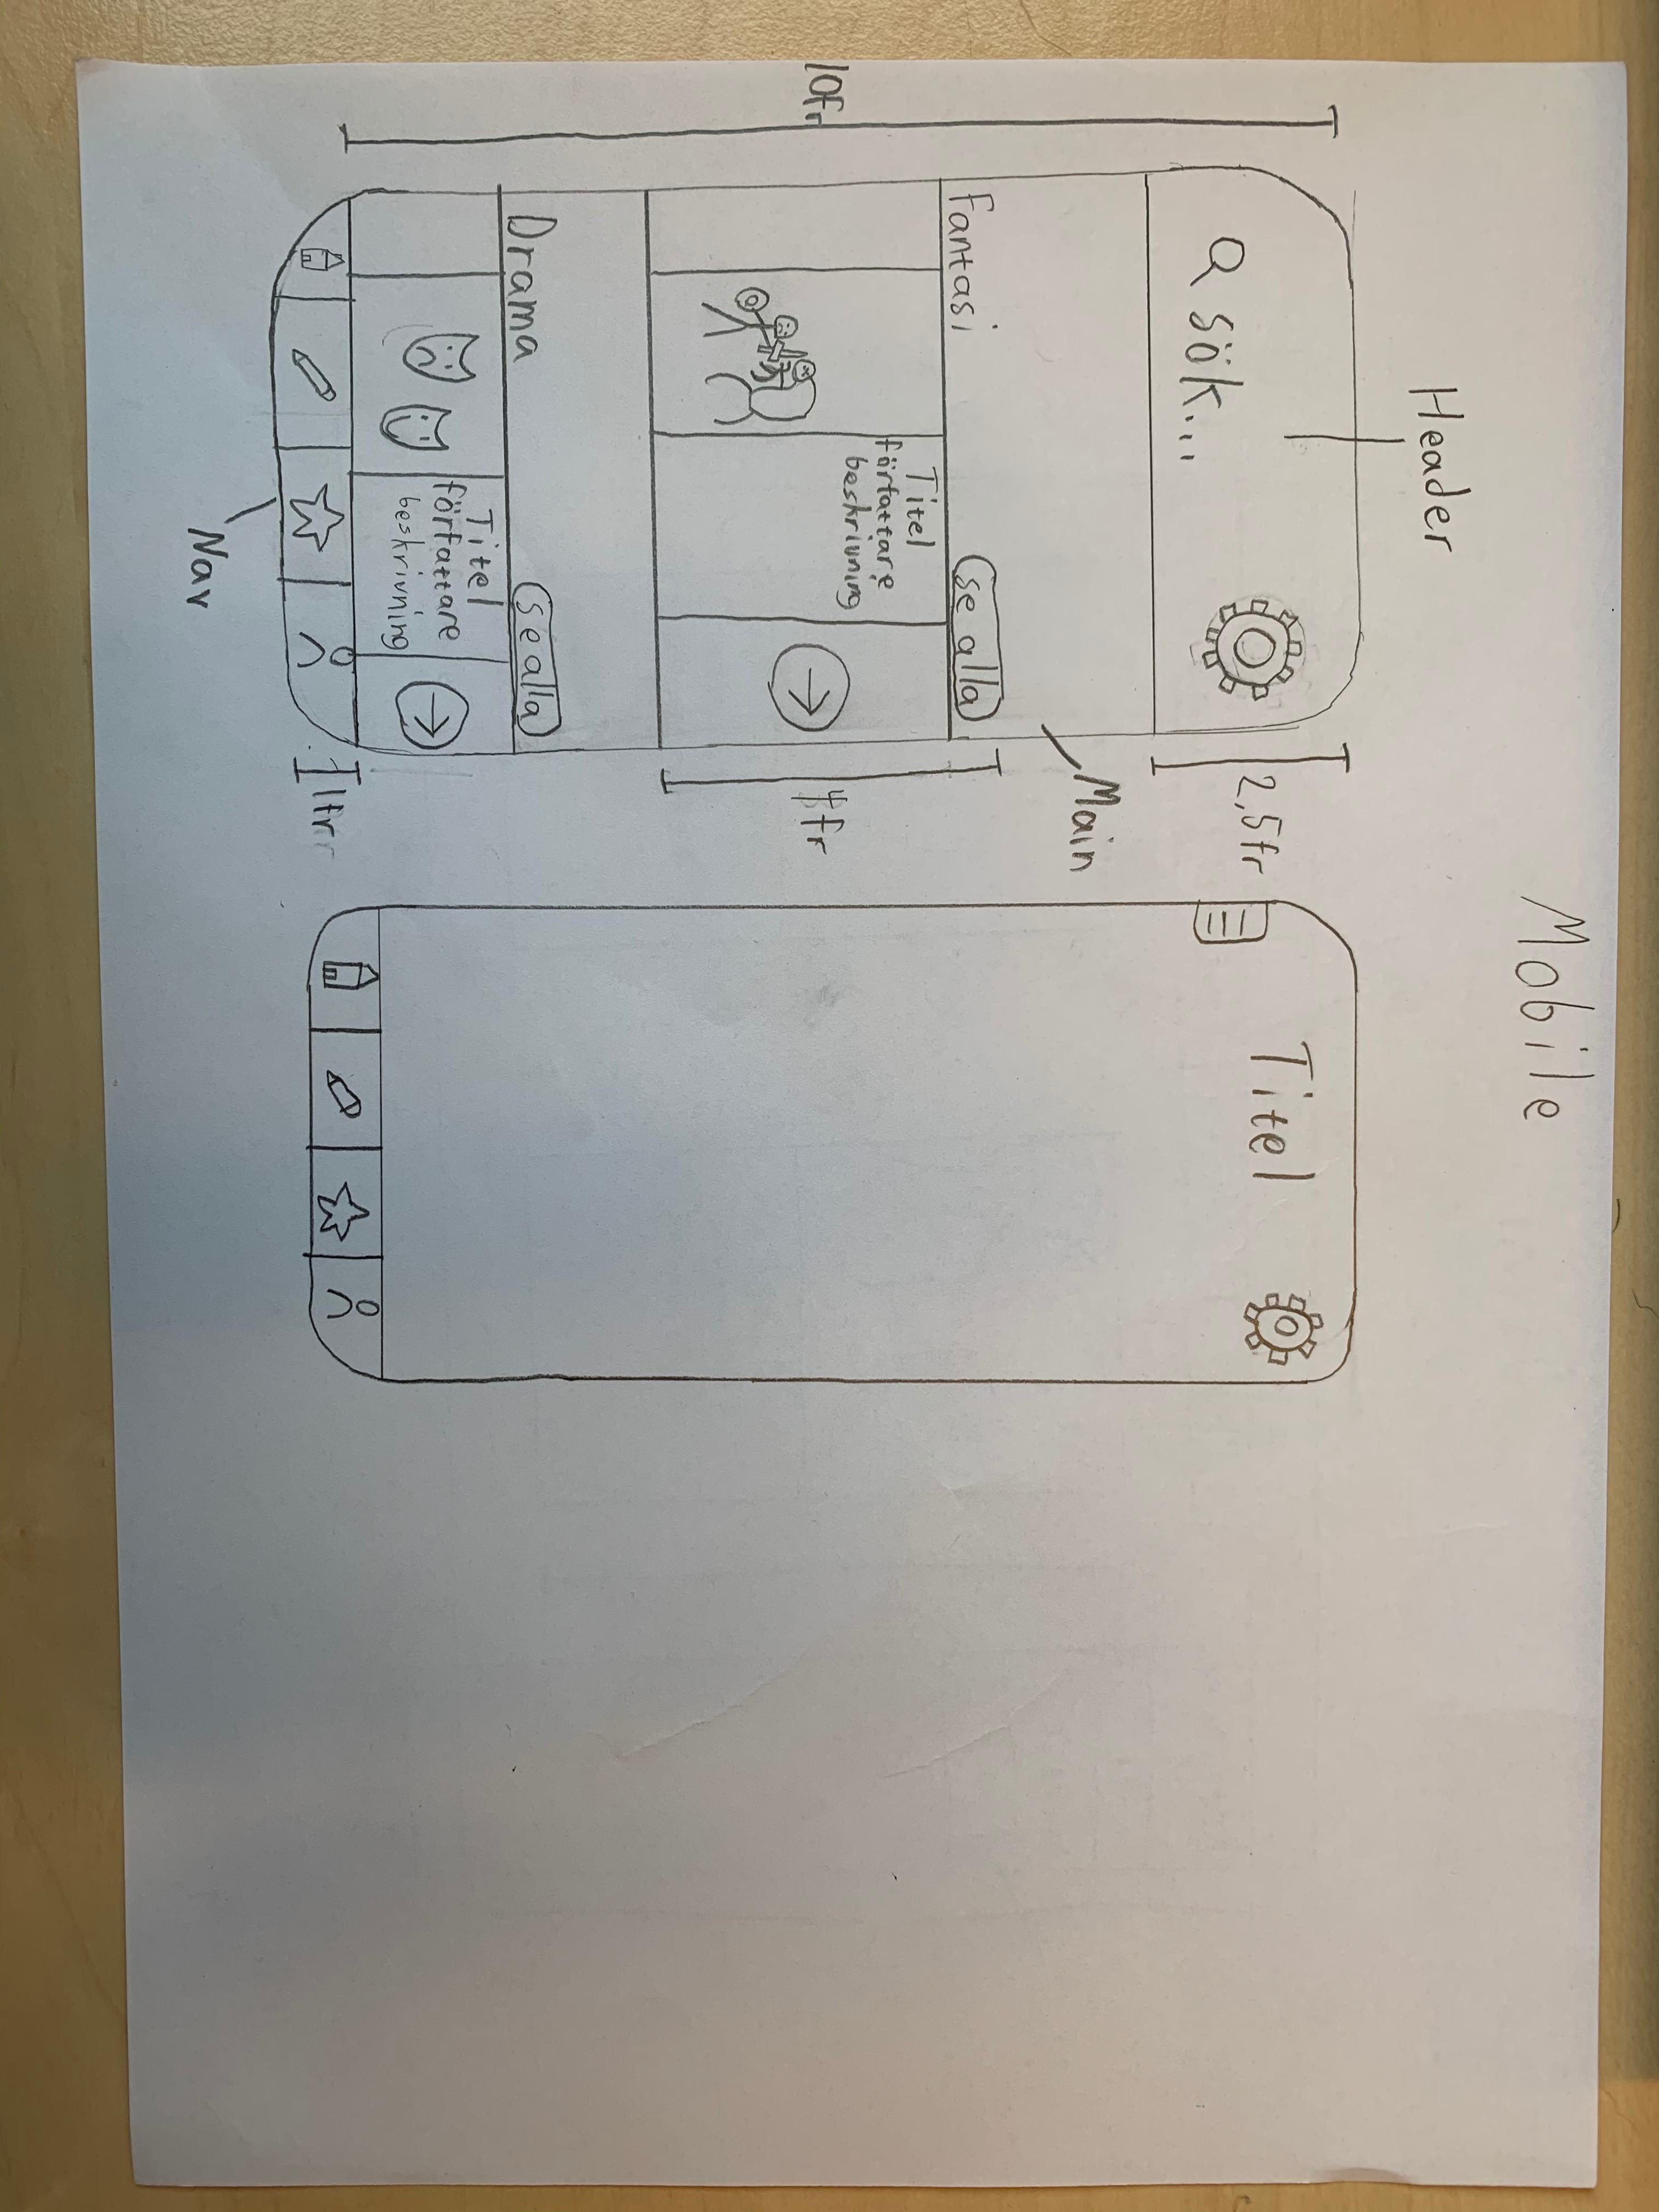 Mobile
Header
sök...
2,5fr
Main
Fantasi
se alla
Titel
författare
beskrivning
10fr
4fr
Drama
se alla
Titel
författare
beskrivning
1fr
Nav
Titel